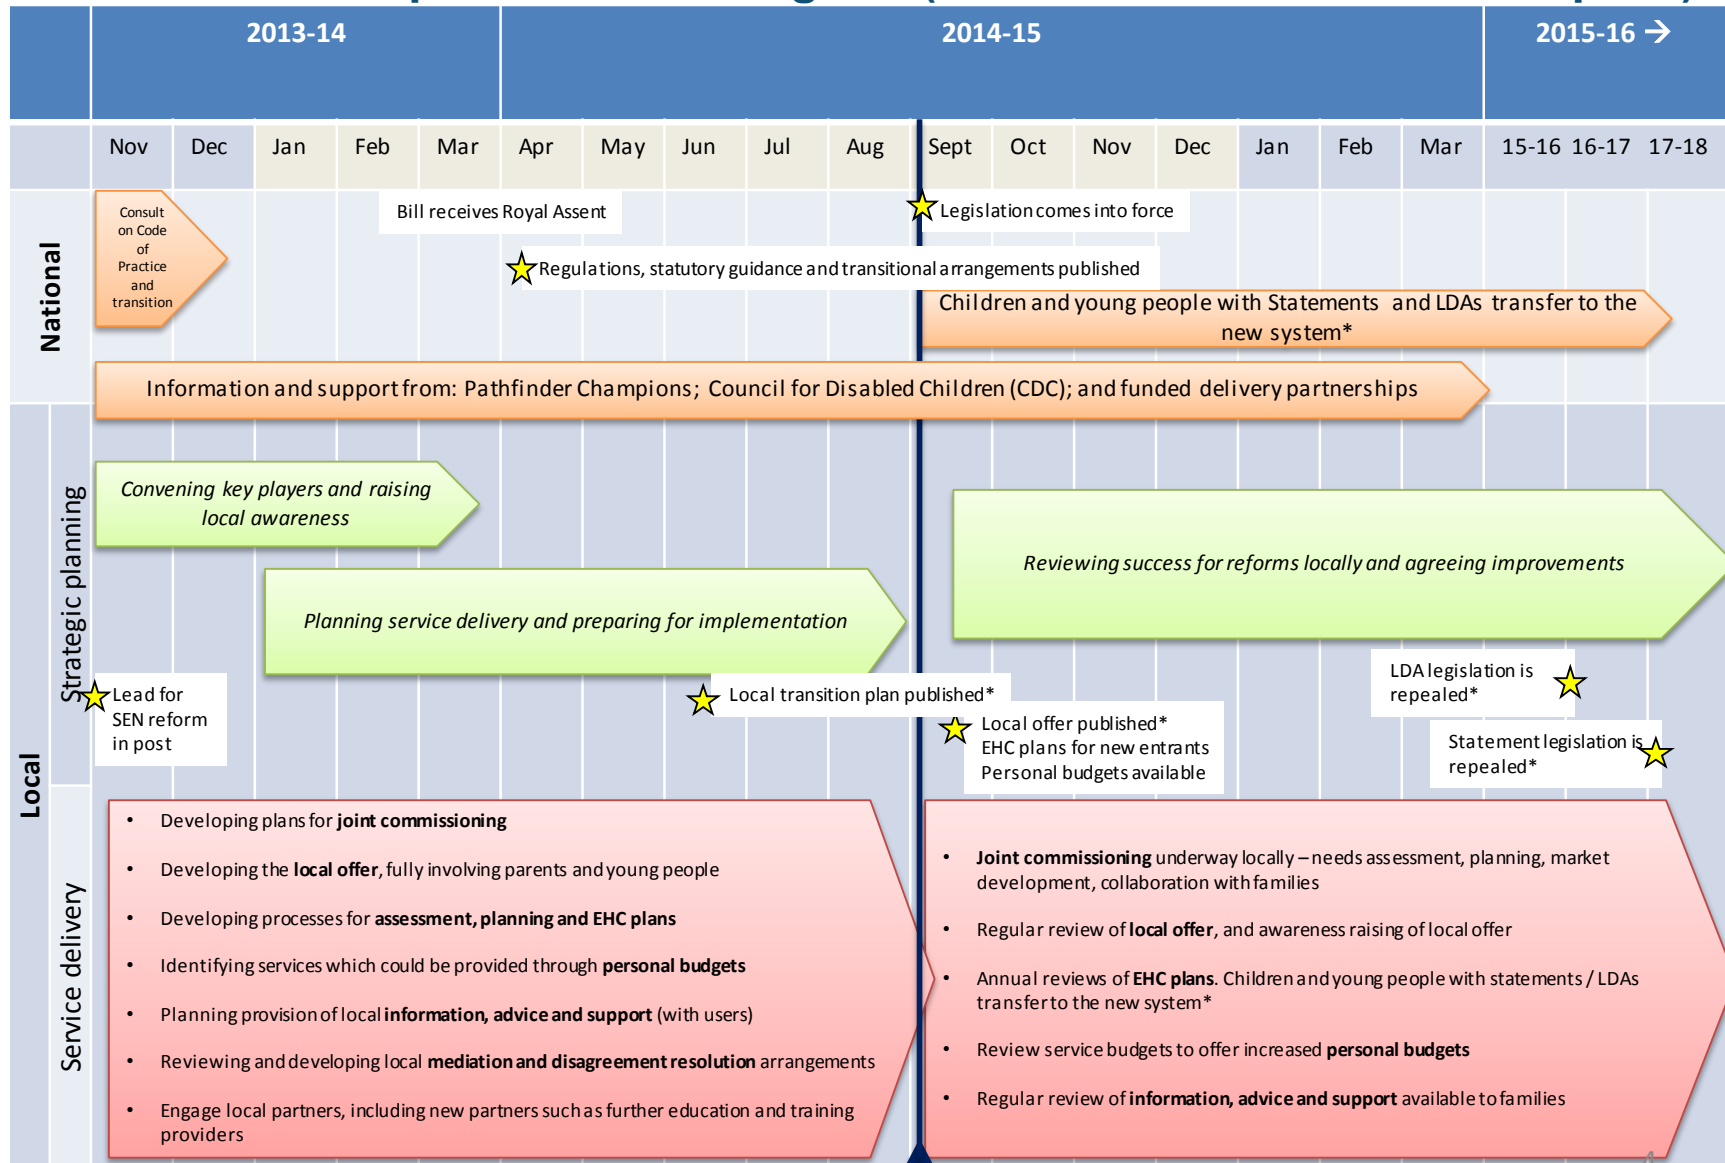 2013-14
2014-15
2015-16 →
Nov Dec Jan Feb Mar Apr May Jun Jul Aug Sept Oct Nov Dec Jan Feb Mar 15-16 16-17 17-18
National
Consult
on Code
of
Practice
and
transition
Bill receives Royal Assent
Legislation comes into force
Regulations, statutory guidance and transitional arrangements published
Children and young people with Statements and LDAs transfer to the
new system*
Information and support from: Pathfinder Champions; Council for Disabled Children (CDC); and funded delivery partnerships
Local
Strategic planning
Convening key players and raising
local awareness
Planning service delivery and preparing for implementation
Reviewing success for reforms locally and agreeing improvements
Lead for
SEN reform
in post
Local transition plan published*
Local offer published*
EHC plans for new entrants
Personal budgets available
LDA legislation is
repealed*
Statement legislation is
repealed*
Service delivery
• Developing plans for joint commissioning
• Developing the local offer, fully involving parents and young people
• Developing processes for assessment, planning and EHC plans
• Identifying services which could be provided through personal budgets
• Planning provision of local information, advice and support (with users)
• Reviewing and developing local mediation and disagreement resolution arrangements
• Engage local partners, including new partners such as further education and training
providers
• Joint commissioning underway locally – needs assessment, planning, market
development, collaboration with families
• Regular review of local offer, and awareness raising of local offer
• Annual reviews of EHC plans. Children and young people with statements / LDAs
transfer to the new system*
• Review service budgets to offer increased personal budgets
• Regular review of information, advice and support available to families